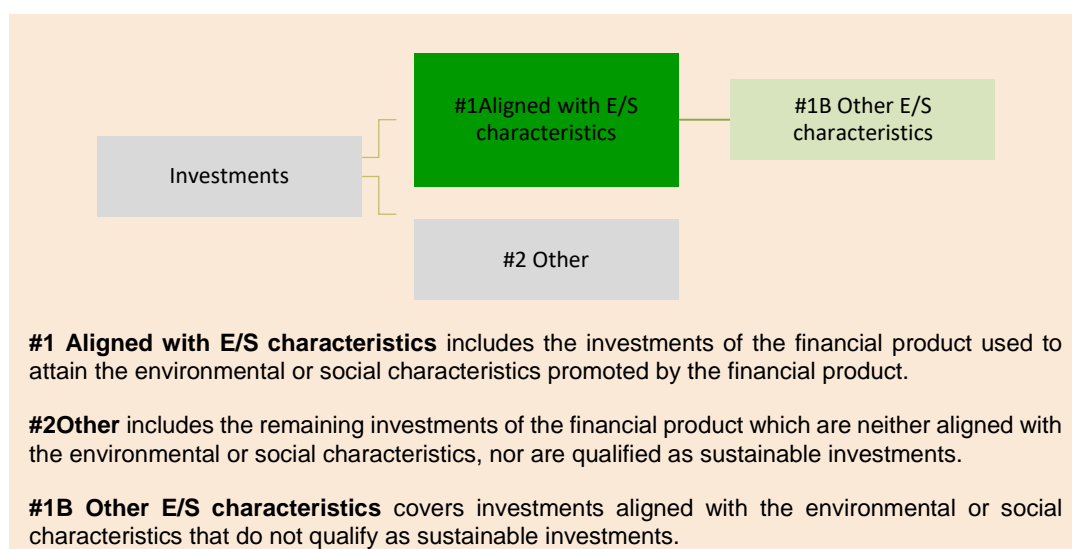 #1Aligned with E/S
characteristics
#1B Other E/S
characteristics
Investments
#2 Other
#1 Aligned with E/S characteristics includes the investments of the financial product used to
attain the environmental or social characteristics promoted by the financial product.
#2Other includes the remaining investments of the financial product which are neither aligned with
the environmental or social characteristics, nor are qualified as sustainable investments.
#1B Other E/S characteristics covers investments aligned with the environmental or social
characteristics that do not qualify as sustainable investments.